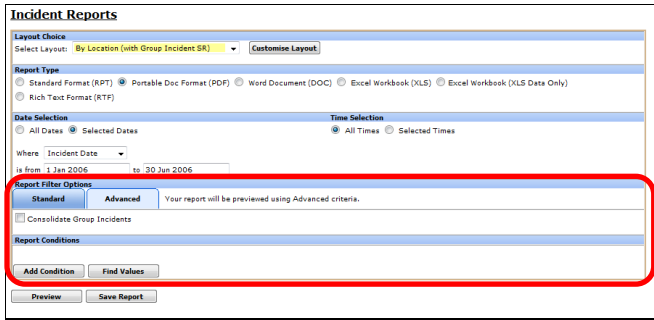 Incident Reports
Layout Choice
Select Layout: By Location (with Group Incident SR) Customise Layout
Report Type
Standard Format (RPT) Portable Doc Format (PDF) Word Document (DOC) Excel Workbook (XLS) Excel Workbook (XLS Data Only)
Rich Text Format (RTF)
Date Selection Time Selection
All Dates Selected Dates All Times Selected Times
Where Incident Date
is from 1 Jan 2006 to 30 Jun 2006
Report Filter Options
Standard Advanced Your report will be previewed using Advanced criteria.
Consolidate Group Incidents
Report Conditions
Add Condition Find Values
Preview Save Report